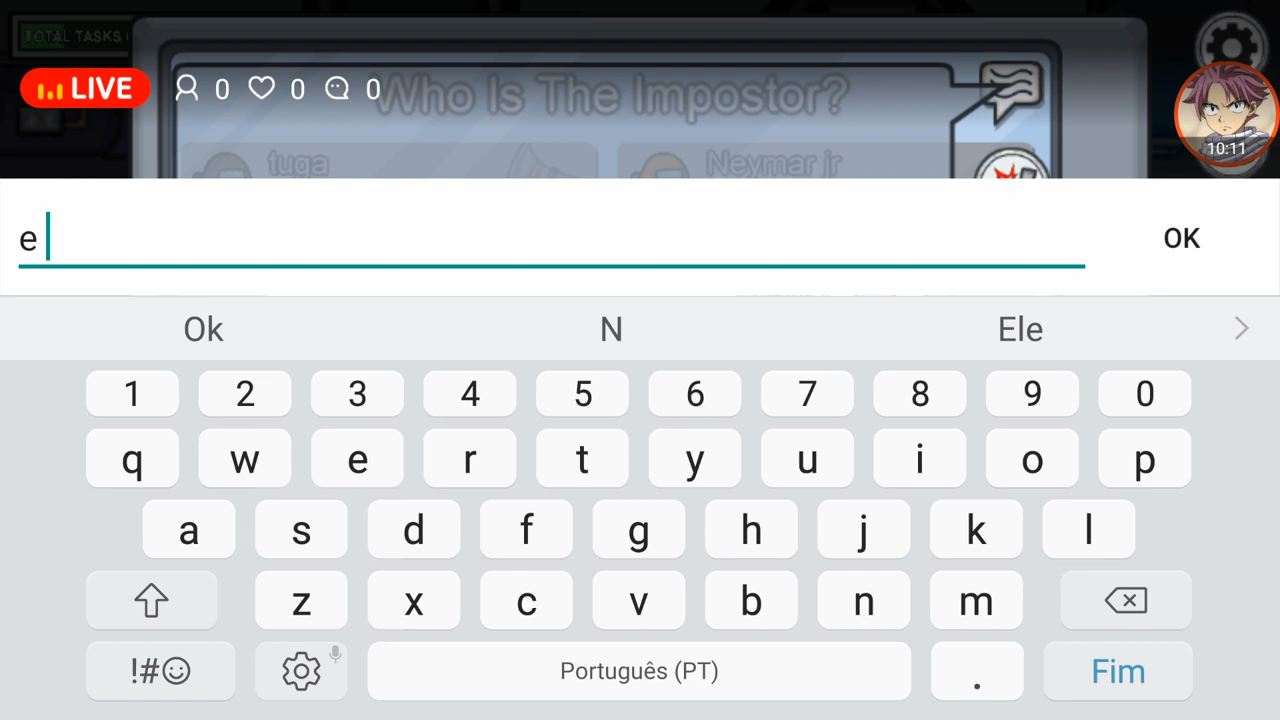 TOTAL TASKS
LIVE 0 0 0
Who Is The Impostor?
tuga Neymar jr
10:11
e
OK
Ok N Ele
1 2 3 4 5 6 7 8 9 0
q w e r t y u i o p
a s d f g h j k l
z x c v b n m
!#☺ Português (PT) . Fim